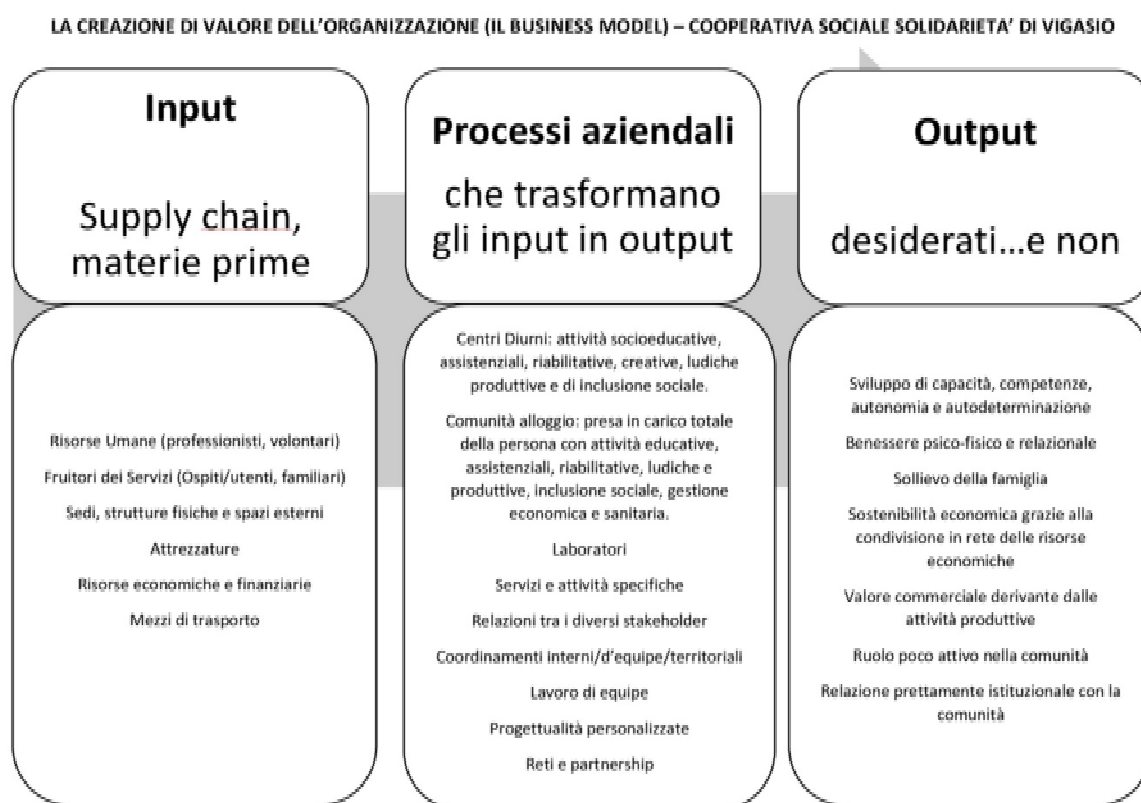 LA CREAZIONE DI VALORE DELL'ORGANIZZAZIONE (IL BUSINESS MODEL) – COOPERATIVA SOCIALE SOLIDARIETA' DI VIGASIO
Input
Supply chain,
materie prime
Risorse Umane (professionisti, volontari)
Fruitori dei Servizi (Ospiti/utenti, familiari)
Sedi, strutture fisiche e spazi esterni
Attrezzature
Risorse economiche e finanziarie
Mezzi di trasporto
Processi aziendali
che trasformano
gli input in output
Centri Diurni: attività socioeducative,
assistenziali, riabilitative, creative, ludiche
produttive e di inclusione sociale.
Comunità alloggio: presa in carico totale
della persona con attività educative,
assistenziali, riabilitative, ludiche e
produttive, inclusione sociale, gestione
economica e sanitaria.
Laboratori
Servizi e attività specifiche
Relazioni tra i diversi stakeholder
Coordinamenti interni/d'equipe/territoriali
Lavoro di equipe
Progettualità personalizzate
Reti e partnership
Output
desiderati...e non
Sviluppo di capacità, competenze,
autonomia e autodeterminazione
Benessere psico-fisico e relazionale
Sollievo della famiglia
Sostenibilità economica grazie alla
condivisione in rete delle risorse
economiche
Valore commerciale derivante dalle
attività produttive
Ruolo poco attivo nella comunità
Relazione prettamente istituzionale con la
comunità